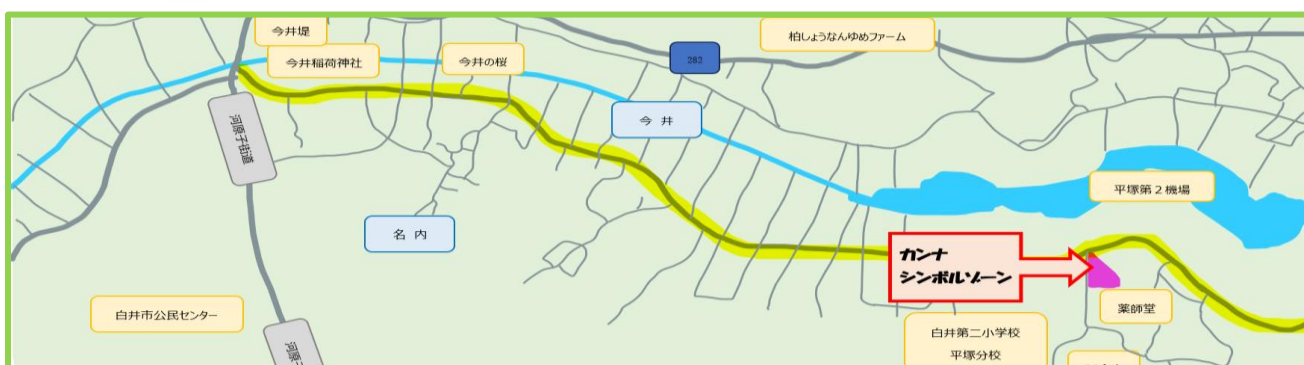 今井堤
今井稲荷神社
今井の桜
282
柏しょうなんゆめファーム
河原子街道
今井
平塚第2機場
名内
カンナ
シンボルゾーン
白井市公民センター
薬師堂
白井第二小学校
平塚分校